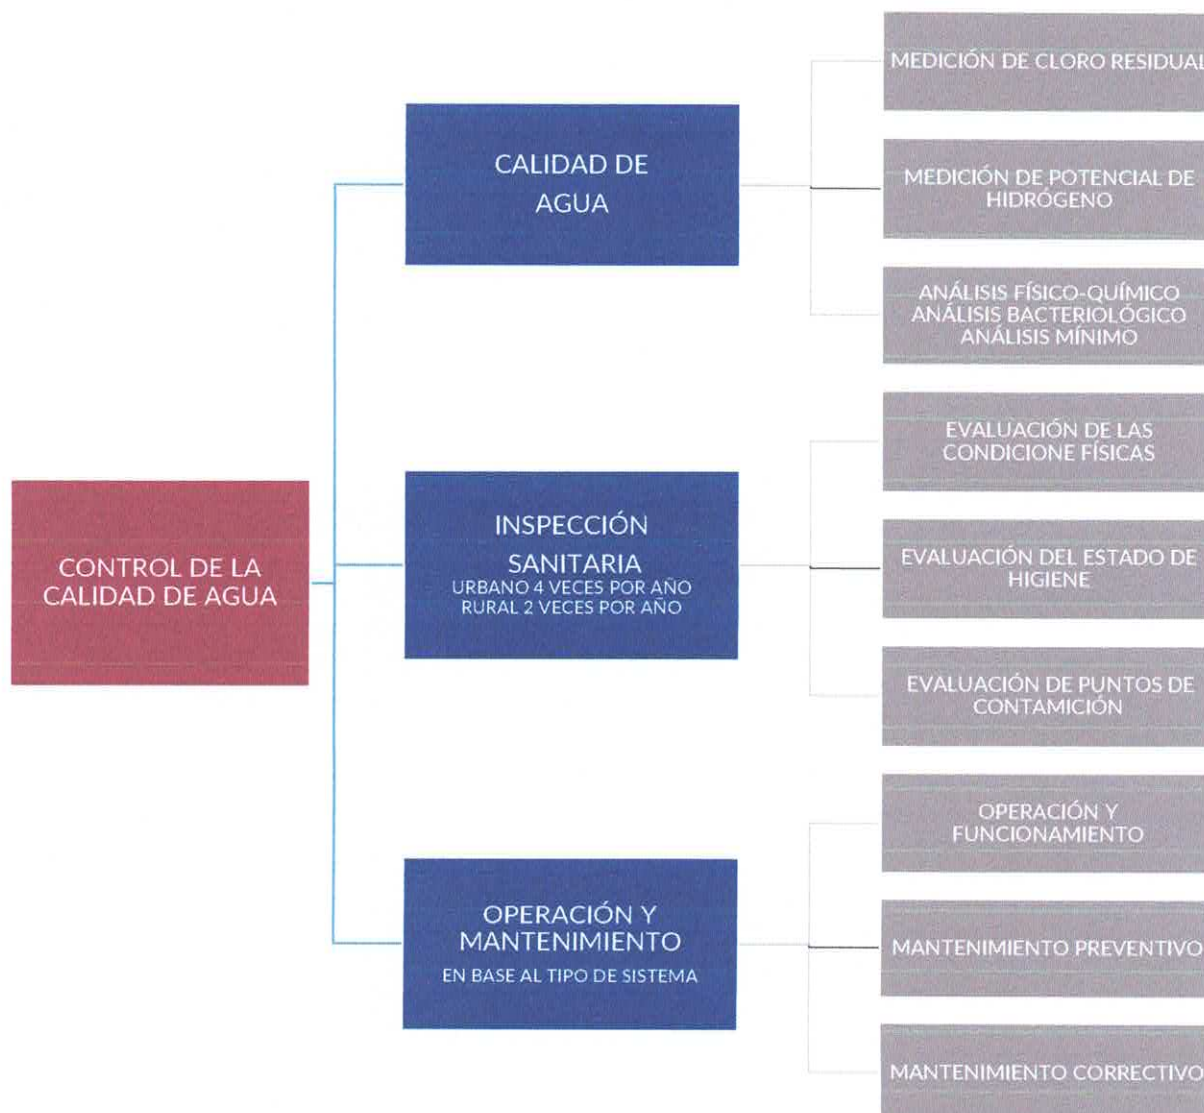 CONTROL DE LA
CALIDAD DE AGUA
CALIDAD DE
AGUA
MEDICIÓN DE CLORO RESIDUAL
MEDICIÓN DE POTENCIAL DE
HIDRÓGENO
ANÁLISIS FÍSICO-QUÍMICO
ANÁLISIS BACTERIOLÓGICO
ANÁLISIS MÍNIMO
INSPECCIÓN
SANITARIA
URBANO 4 VECES POR AÑO
RURAL 2 VECES POR AÑO
EVALUACIÓN DE LAS
CONDICIONE FÍSICAS
EVALUACIÓN DEL ESTADO DE
HIGIENE
EVALUACIÓN DE PUNTOS DE
CONTAMICIÓN
OPERACIÓN Y
MANTENIMIENTO
EN BASE AL TIPO DE SISTEMA
OPERACIÓN Y
FUNCIONAMIENTO
MANTENIMIENTO PREVENTIVO
MANTENIMIENTO CORRECTIVO